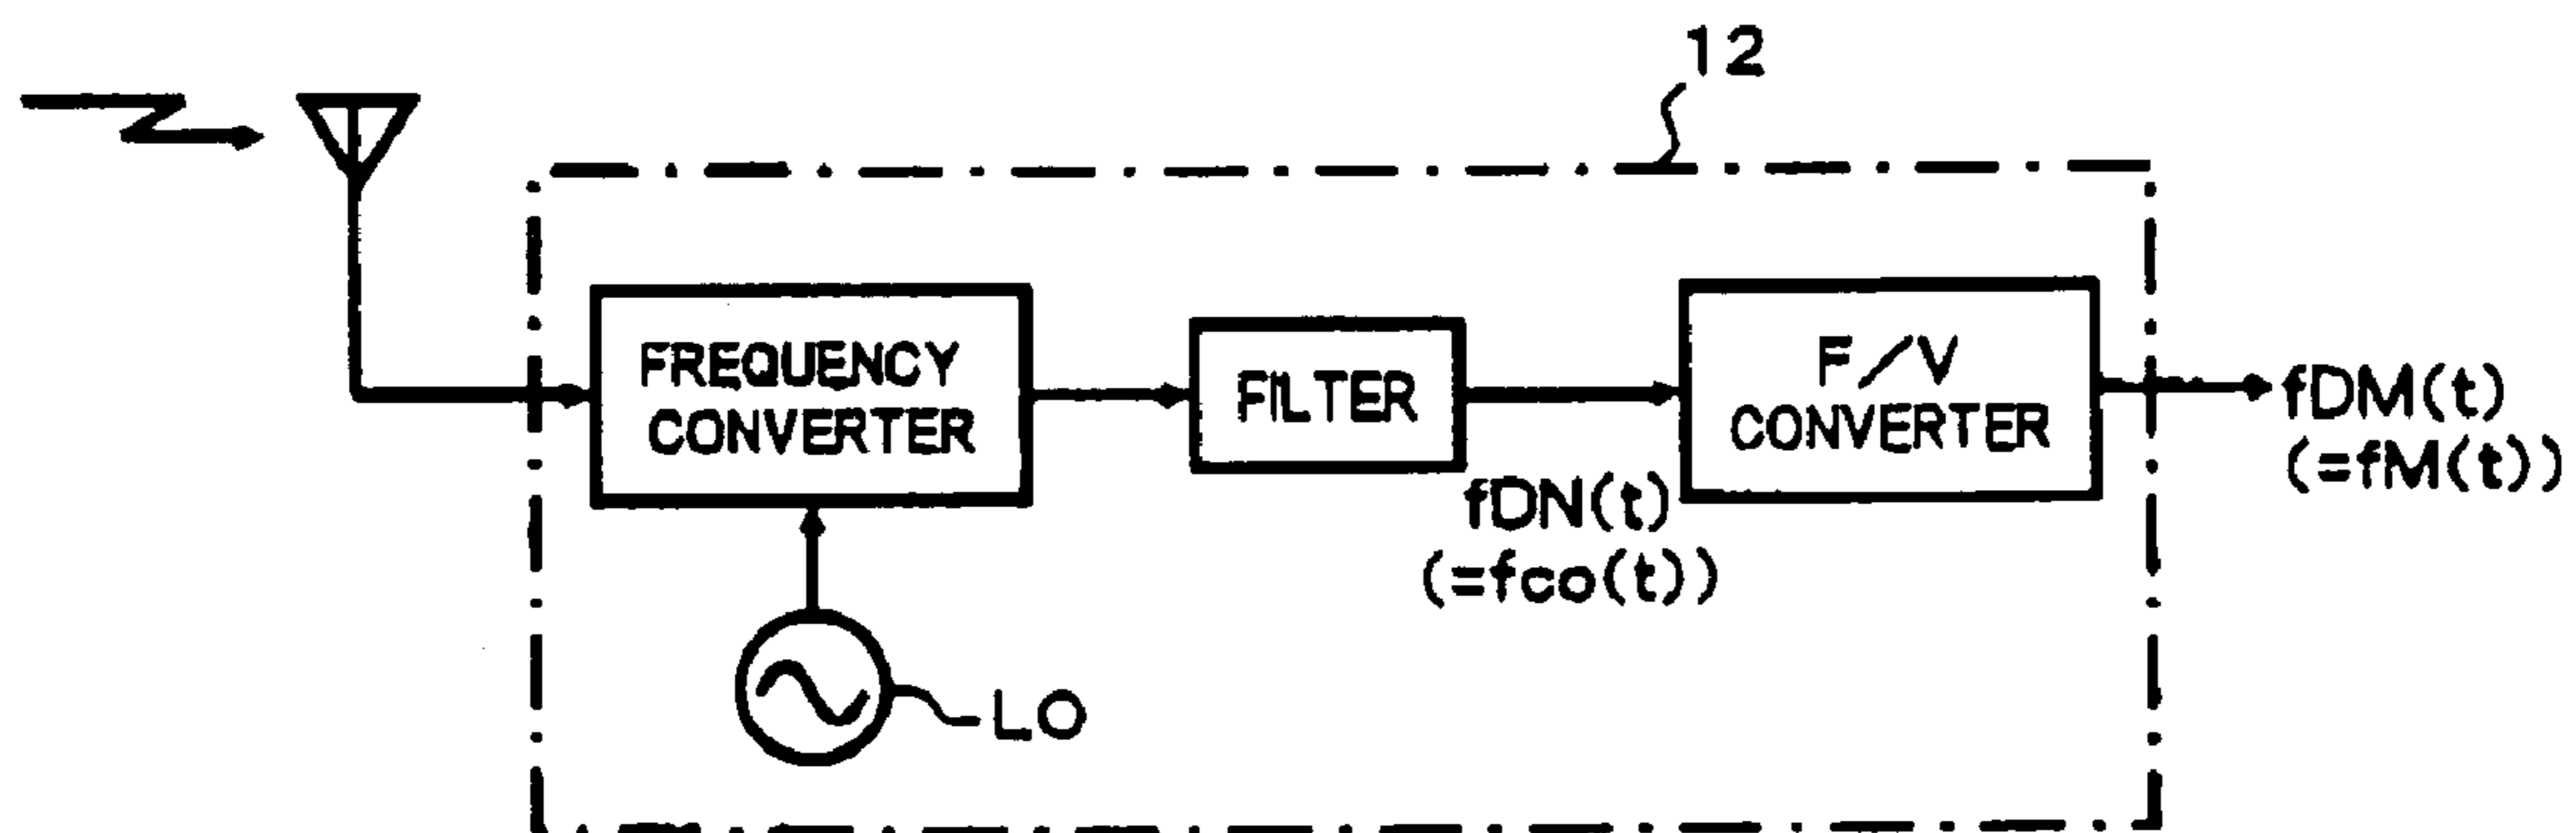 12
FREQUENCY
CONVERTER
FILTER
F/V
CONVERTER
fDM(t)
(=fM(t))
fDN(t)
(=fco(t))
LO